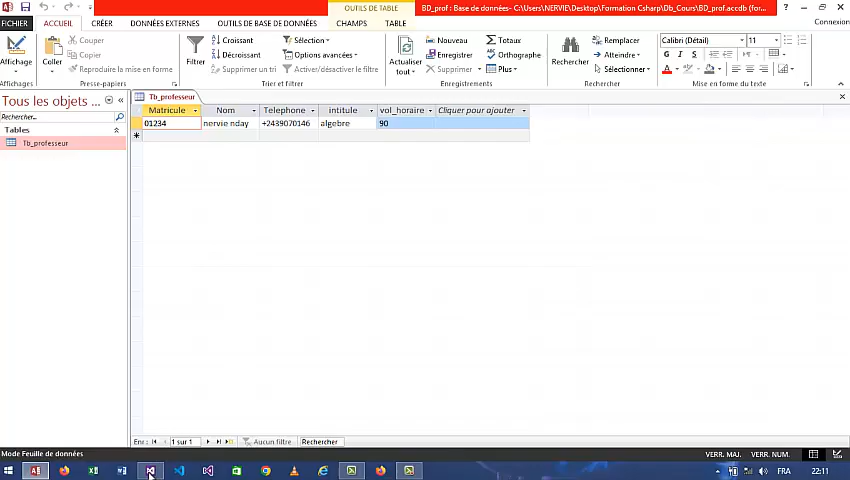 OUTILS DE TABLE
BD_prof : Base de données- C:\Users\NERVIE\Desktop\Formation Csharp\Db_Cours\BD_prof.accdb (for...
FICHIER ACCUEIL CRÉER DONNÉES EXTERNES OUTILS DE BASE DE DONNÉES CHAMPS TABLE Connexion
Affichage
Coller
Couper
Copier
Reproduire la mise en forme
Filtrer
Croissant
Décroissant
Supprimer un tri
Sélection
Options avancées
Activer/désactiver le filtre
Actualiser
tout
Nouveau
Enregistrer
Supprimer
Totaux
Orthographe
Plus
Rechercher
Remplacer
Atteindre
Sélectionner
Calibri (Détail) 11
G I S
Affichages Presse-papiers Trier et filtrer Enregistrements Rechercher Mise en forme du texte
Tous les objets ...
Rechercher...
Tables
Tb_professeur
Tb_professeur
Matricule Nom Telephone intitule vol_horaire Cliquer pour ajouter
01234 nervie nday +2439070146 algebre 90
Enr : 1 sur 1 Aucun filtre Rechercher
Mode Feuille de données VERR. MAJ. VERR. NUM.
FRA 22:11